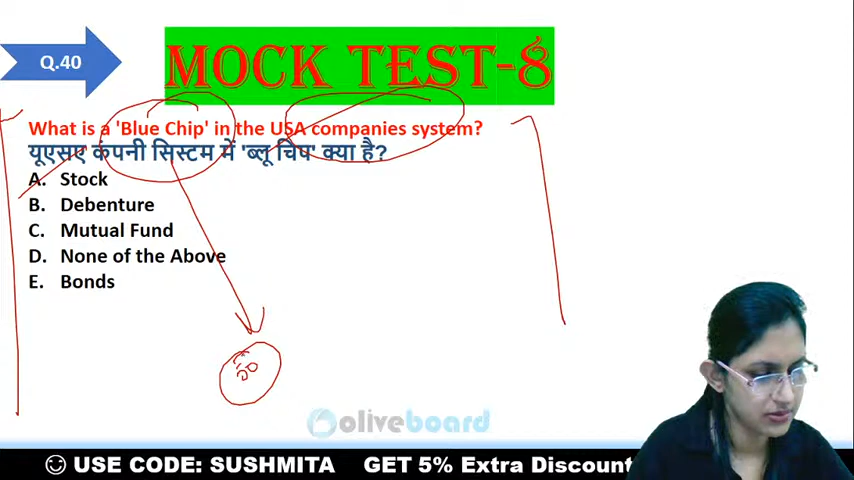 Q.40
MOCK TEST-8
What is a 'Blue Chip' in the USA companies system?
यूएसए कंपनी सिस्टम में 'ब्लू चिप' क्या है?
A. Stock
B. Debenture
C. Mutual Fund
D. None of the Above
E. Bonds
oliveboard
USE CODE: SUSHMITA GET 5% Extra Discount